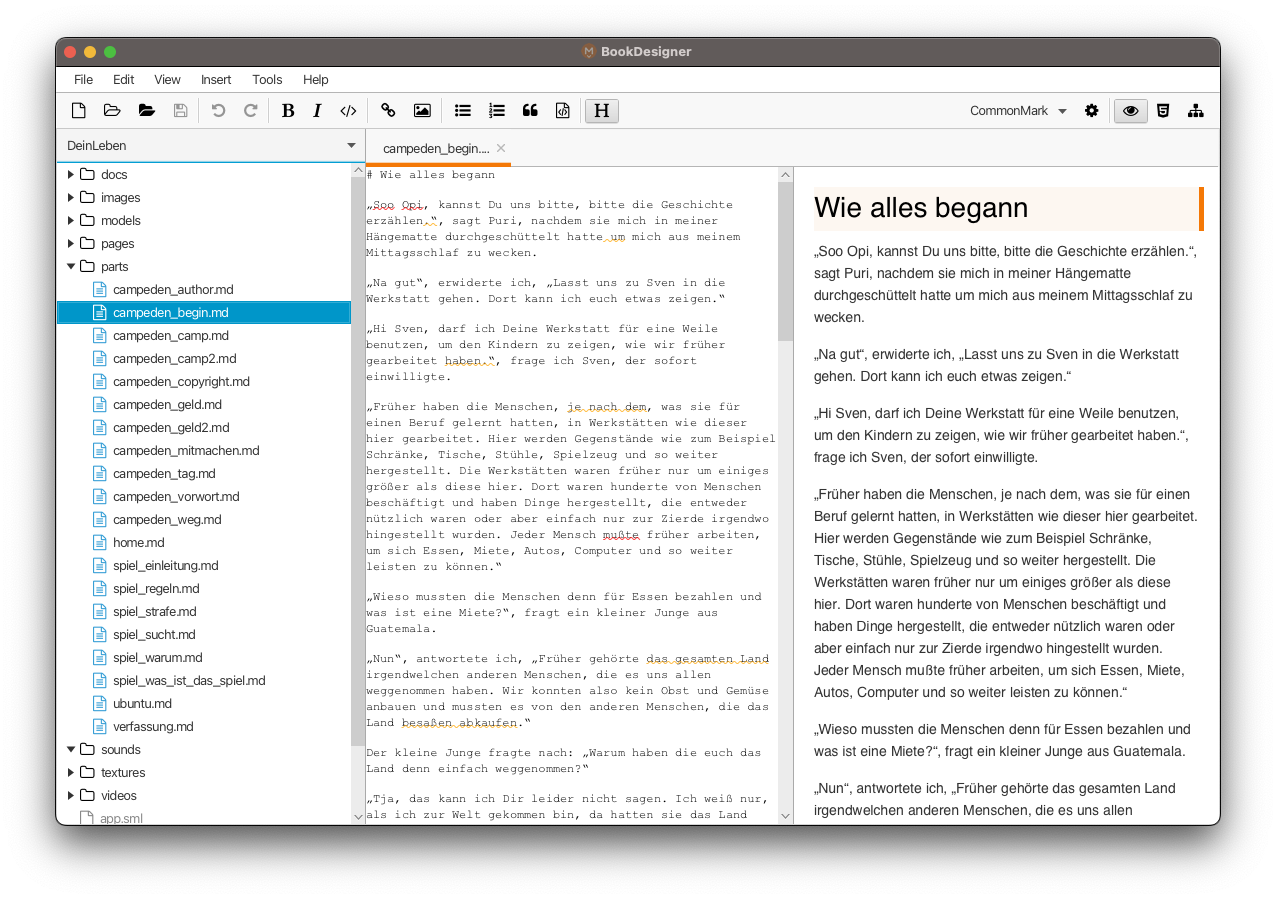 BookDesigner
File Edit View Insert Tools Help
B I </> H CommonMark
DeinLeben
docs
images
models
pages
parts
campeden_author.md
campeden_begin.md
campeden_camp.md
campeden_camp2.md
campeden_copyright.md
campeden_geld.md
campeden_geld2.md
campeden_mitmachen.md
campeden_tag.md
campeden_vorwort.md
campeden_weg.md
home.md
spiel_einleitung.md
spiel_regeln.md
spiel_strafe.md
spiel_sucht.md
spiel_warum.md
spiel_was_ist_das_spiel.md
ubuntu.md
verfassung.md
sounds
textures
videos
app.sml
campeden_begin....
# Wie alles begann
„Soo Opi, kannst Du uns bitte, bitte die Geschichte
erzählen.“, sagt Puri, nachdem sie mich in meiner
Hängematte durchgeschüttelt hatte um mich aus meinem
Mittagsschlaf zu wecken.
„Na gut“, erwiderte ich, „Lasst uns zu Sven in die
Werkstatt gehen. Dort kann ich euch etwas zeigen.“
„Hi Sven, darf ich Deine Werkstatt für eine Weile
benutzen, um den Kindern zu zeigen, wie wir früher
gearbeitet haben.“, frage ich Sven, der sofort
einwilligte.
„Früher haben die Menschen, je nach dem, was sie für
einen Beruf gelernt hatten, in Werkstätten wie dieser
hier gearbeitet. Hier werden Gegenstände wie zum Beispiel
Schränke, Tische, Stühle, Spielzeug und so weiter
hergestellt. Die Werkstätten waren früher nur um einiges
größer als diese hier. Dort waren hunderte von Menschen
beschäftigt und haben Dinge hergestellt, die entweder
nützlich waren oder aber einfach nur zur Zierde irgendwo
hingestellt wurden. Jeder Mensch mußte früher arbeiten,
um sich Essen, Miete, Autos, Computer und so weiter
leisten zu können.“
„Wieso mussten die Menschen denn für Essen bezahlen und
was ist eine Miete?“, fragt ein kleiner Junge aus
Guatemala.
„Nun“, antwortete ich, „Früher gehörte das gesamten Land
irgendwelchen anderen Menschen, die es uns allen
weggenommen haben. Wir konnten also kein Obst und Gemüse
anbauen und mussten es von den anderen Menschen, die das
Land besaßen abkaufen.“
Der kleine Junge fragte nach: „Warum haben die euch das
Land denn einfach weggenommen?“
„Tja, das kann ich Dir leider nicht sagen. Ich weiß nur,
als ich zur Welt gekommen bin, da hatten sie das Land
Wie alles begann
„Soo Opi, kannst Du uns bitte, bitte die Geschichte erzählen.“,
sagt Puri, nachdem sie mich in meiner Hängematte
durchgeschüttelt hatte um mich aus meinem Mittagsschlaf zu
wecken.
„Na gut“, erwiderte ich, „Lasst uns zu Sven in die Werkstatt
gehen. Dort kann ich euch etwas zeigen.“
„Hi Sven, darf ich Deine Werkstatt für eine Weile benutzen,
um den Kindern zu zeigen, wie wir früher gearbeitet haben.“,
frage ich Sven, der sofort einwilligte.
„Früher haben die Menschen, je nach dem, was sie für einen
Beruf gelernt hatten, in Werkstätten wie dieser hier gearbeitet.
Hier werden Gegenstände wie zum Beispiel Schränke,
Tische, Stühle, Spielzeug und so weiter hergestellt. Die
Werkstätten waren früher nur um einiges größer als diese
hier. Dort waren hunderte von Menschen beschäftigt und
haben Dinge hergestellt, die entweder nützlich waren oder
aber einfach nur zur Zierde irgendwo hingestellt wurden.
Jeder Mensch mußte früher arbeiten, um sich Essen, Miete,
Autos, Computer und so weiter leisten zu können.“
„Wieso mussten die Menschen denn für Essen bezahlen und
was ist eine Miete?“, fragt ein kleiner Junge aus Guatemala.
„Nun“, antwortete ich, „Früher gehörte das gesamten Land
irgendwelchen anderen Menschen, die es uns allen